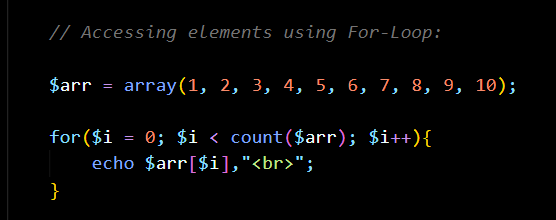 // Accessing elements using For-Loop:
$arr = array(1, 2, 3, 4, 5, 6, 7, 8, 9, 10);
for($i = 0; $i < count($arr); $i++){
    echo $arr[$i],"<br>";
}